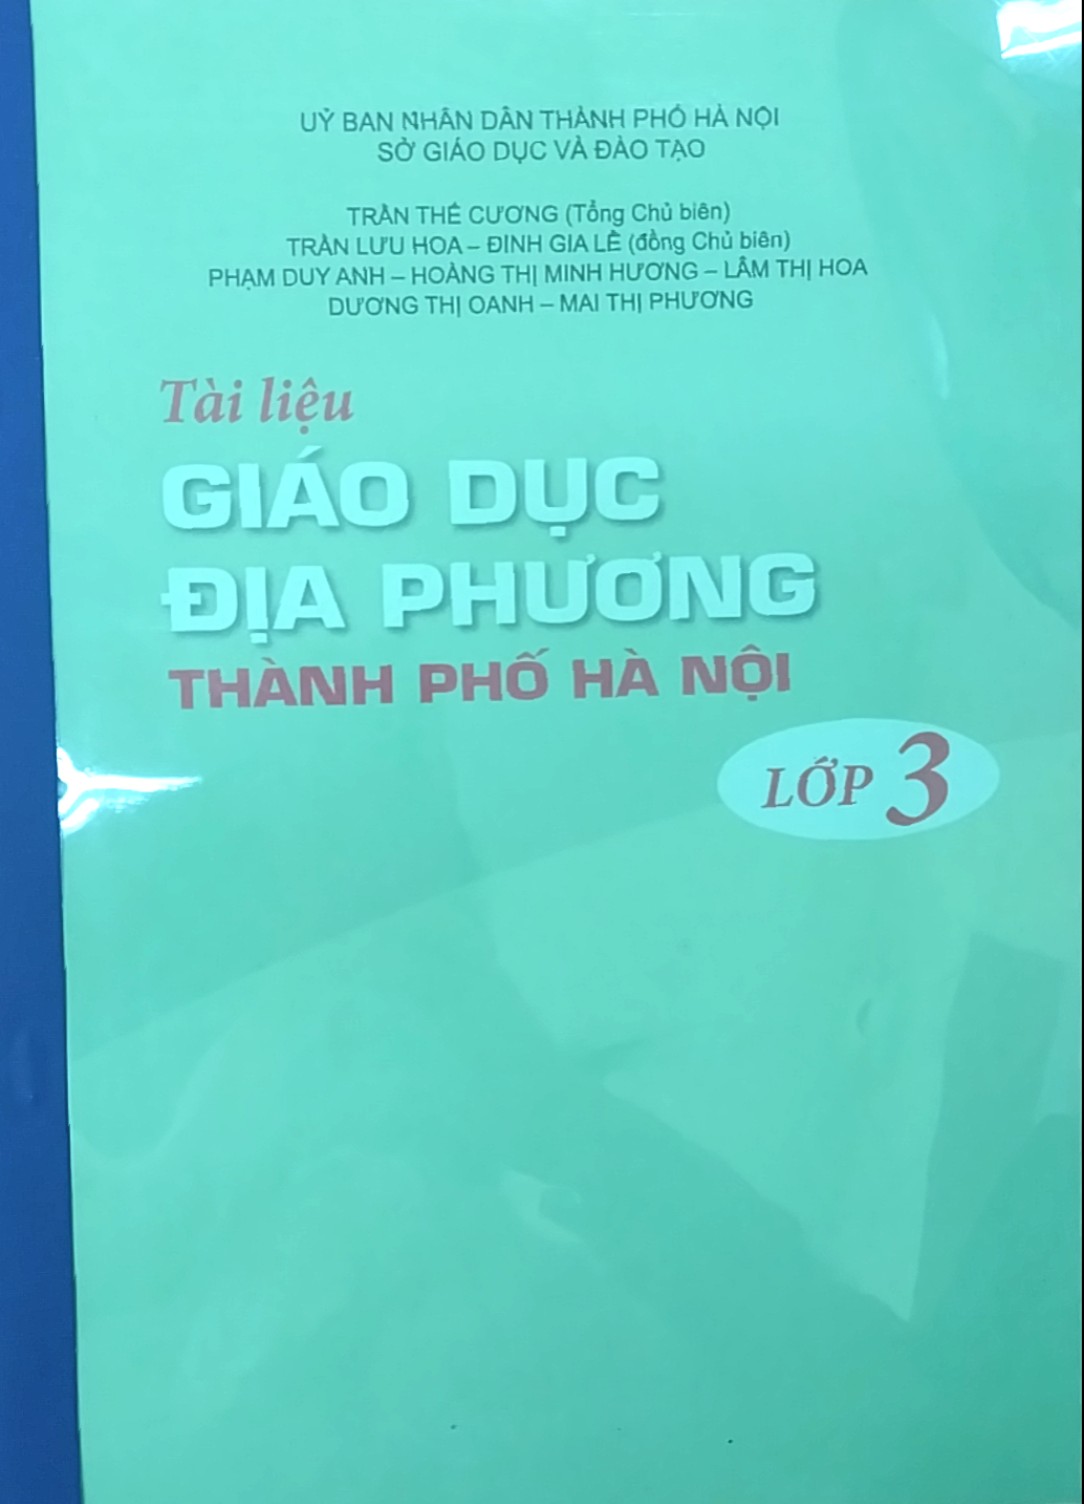 UỶ BAN NHÂN DÂN THÀNH PHỐ HÀ NỘI
SỞ GIÁO DỤC VÀ ĐÀO TẠO
TRẦN THẾ CƯƠNG (Tổng Chủ biên)
TRẦN LƯU HOA – ĐINH GIA LÊ (đồng Chủ biên)
PHẠM DUY ANH – HOÀNG THỊ MINH HƯƠNG – LÂM THỊ HOA
DƯƠNG THỊ OANH – MAI THỊ PHƯƠNG
Tài liệu
GIÁO DỤC
ĐỊA PHƯƠNG
THÀNH PHỐ HÀ NỘI
LỚP 3